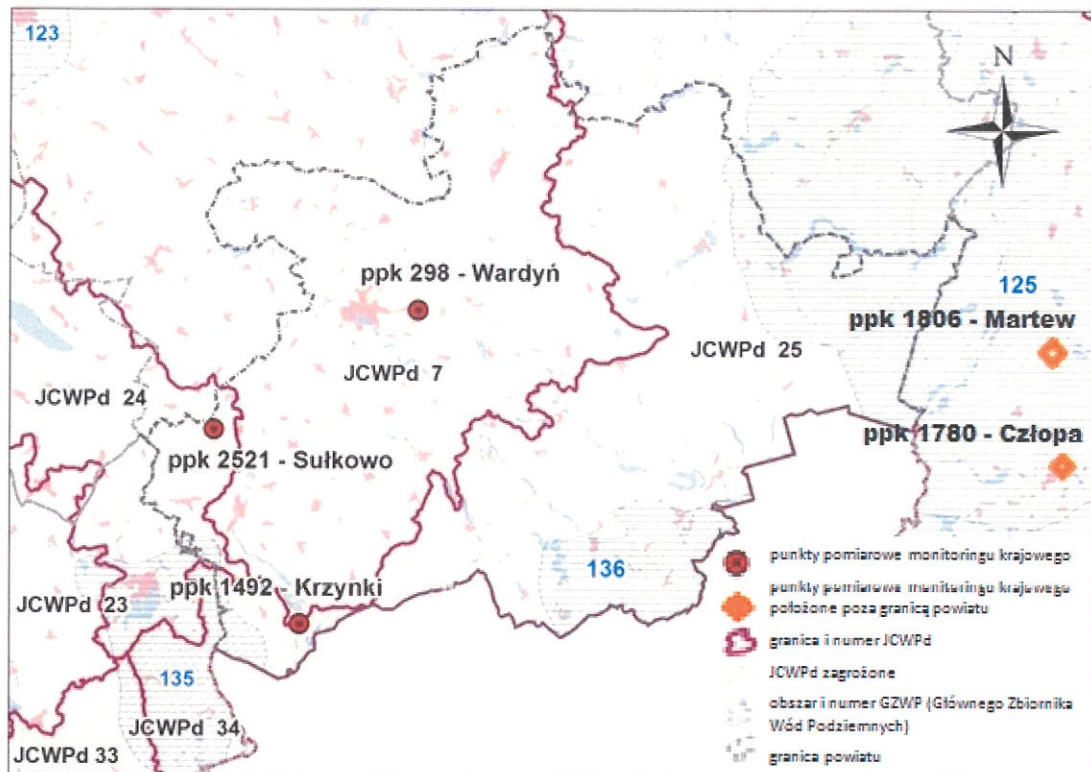 123
N
ppk 298 - Wardyń
125
ppk 1806 - Martew
JCWPd 25
JCWPd 7
JCWPd 24
ppk 1780 - Człopa
ppk 2521 - Sułkowo
136
ppk 1492 - Krzynki
JCWPd 23
135
JCWPd 34
JCWPd 33
punkty pomiarowe monitoringu krajowego
punkty pomiarowe monitoringu krajowego
położone poza granicą powiatu
granica i numer JCWPd
JCWPd zagrożone
obszar i numer GZWP (Głównego Zbiornika
Wód Podziemnych)
granica powiatu